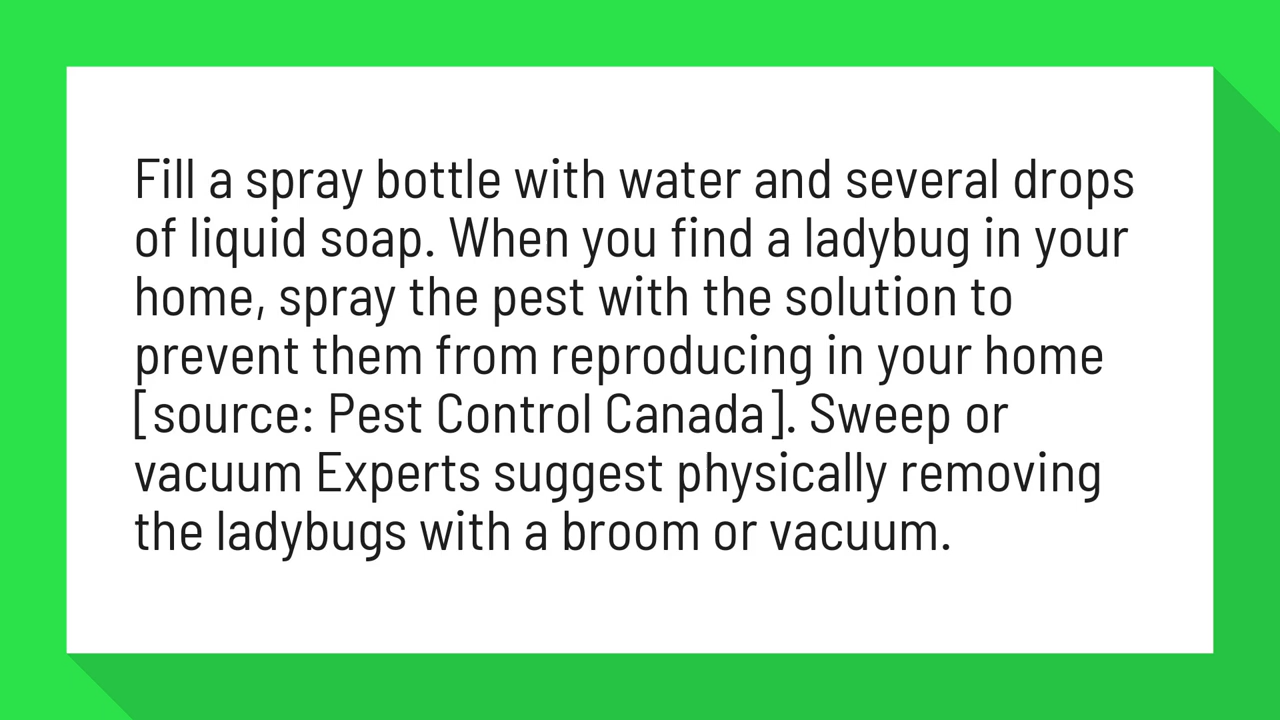 Fill a spray bottle with water and several drops
of liquid soap. When you find a ladybug in your
home, spray the pest with the solution to
prevent them from reproducing in your home
[source: Pest Control Canada]. Sweep or
vacuum Experts suggest physically removing
the ladybugs with a broom or vacuum.